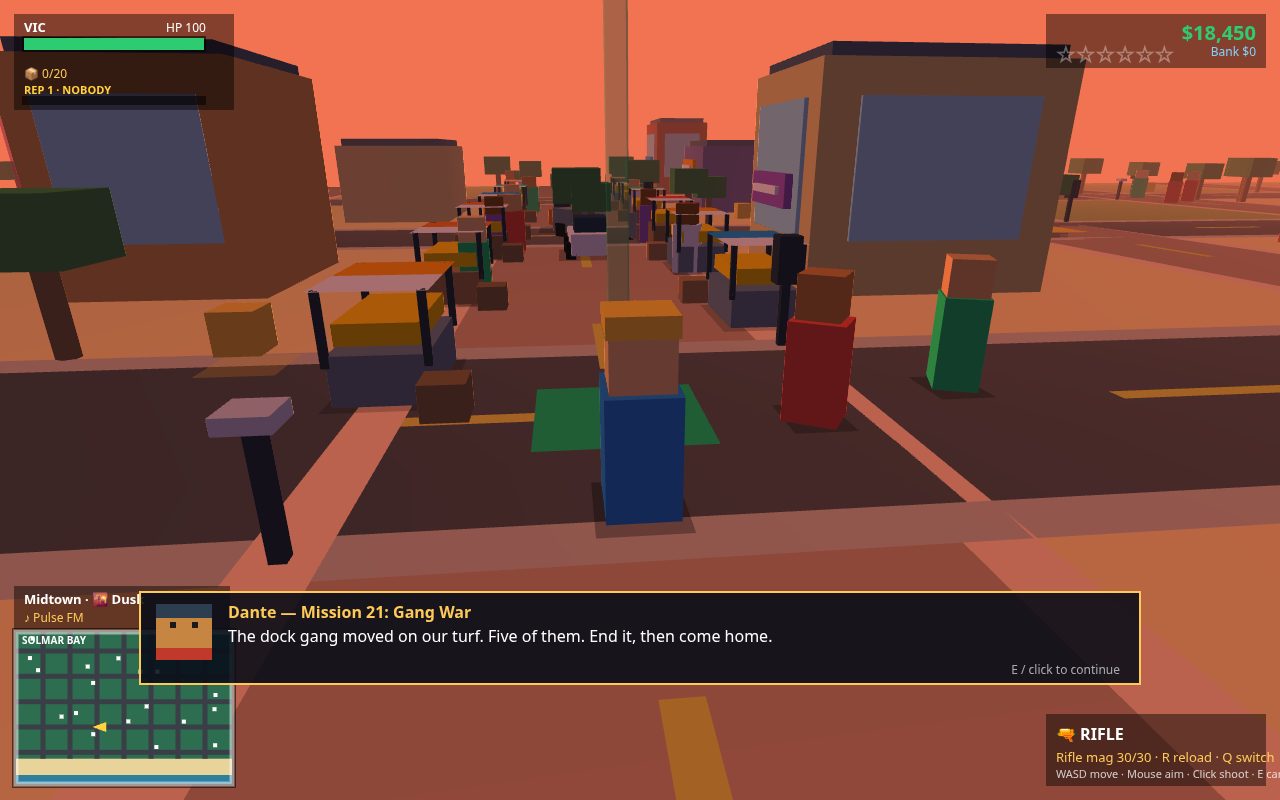 VIC HP 100
📦 0/20
REP 1 · NOBODY
$18,450
☆☆☆☆☆☆ Bank $0
Midtown · 🌇 Dusk
♪ Pulse FM
SOLMAR BAY
Dante — Mission 21: Gang War
The dock gang moved on our turf. Five of them. End it, then come home.
E / click to continue
🔫 RIFLE
Rifle mag 30/30 · R reload · Q switch
WASD move · Mouse aim · Click shoot · E